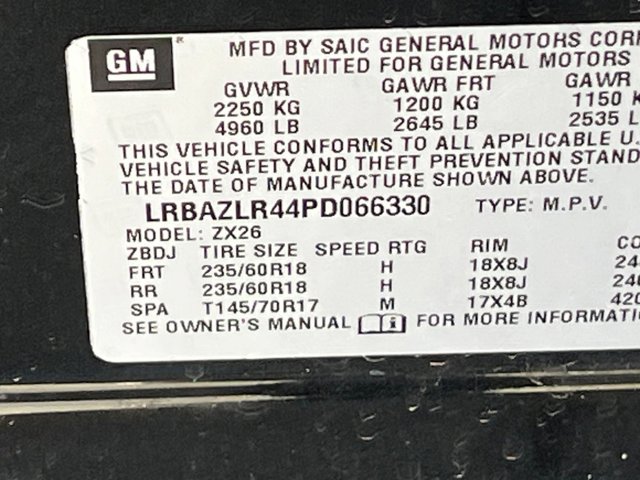 GM
MFD BY SAIC GENERAL MOTORS
LIMITED FOR GENERAL MOTORS
GVWR GAWR FRT GAWR
2250 KG 1200 KG 1150
4960 LB 2645 LB 2535
THIS VEHICLE CONFORMS TO ALL APPLICABLE U.
VEHICLE SAFETY AND THEFT PREVENTION
THE DATE OF MANUFACTURE SHOWN ABOVE.
LRBAZLR44PD066330 TYPE: M.P.V.
MODEL: ZX26
ZBDJ TIRE SIZE SPEED RTG RIM
FRT 235/60R18 H 18X8J
RR 235/60R18 H 18X8J
SPA T145/70R17 M 17X4B
SEE OWNER'S MANUAL FOR MORE